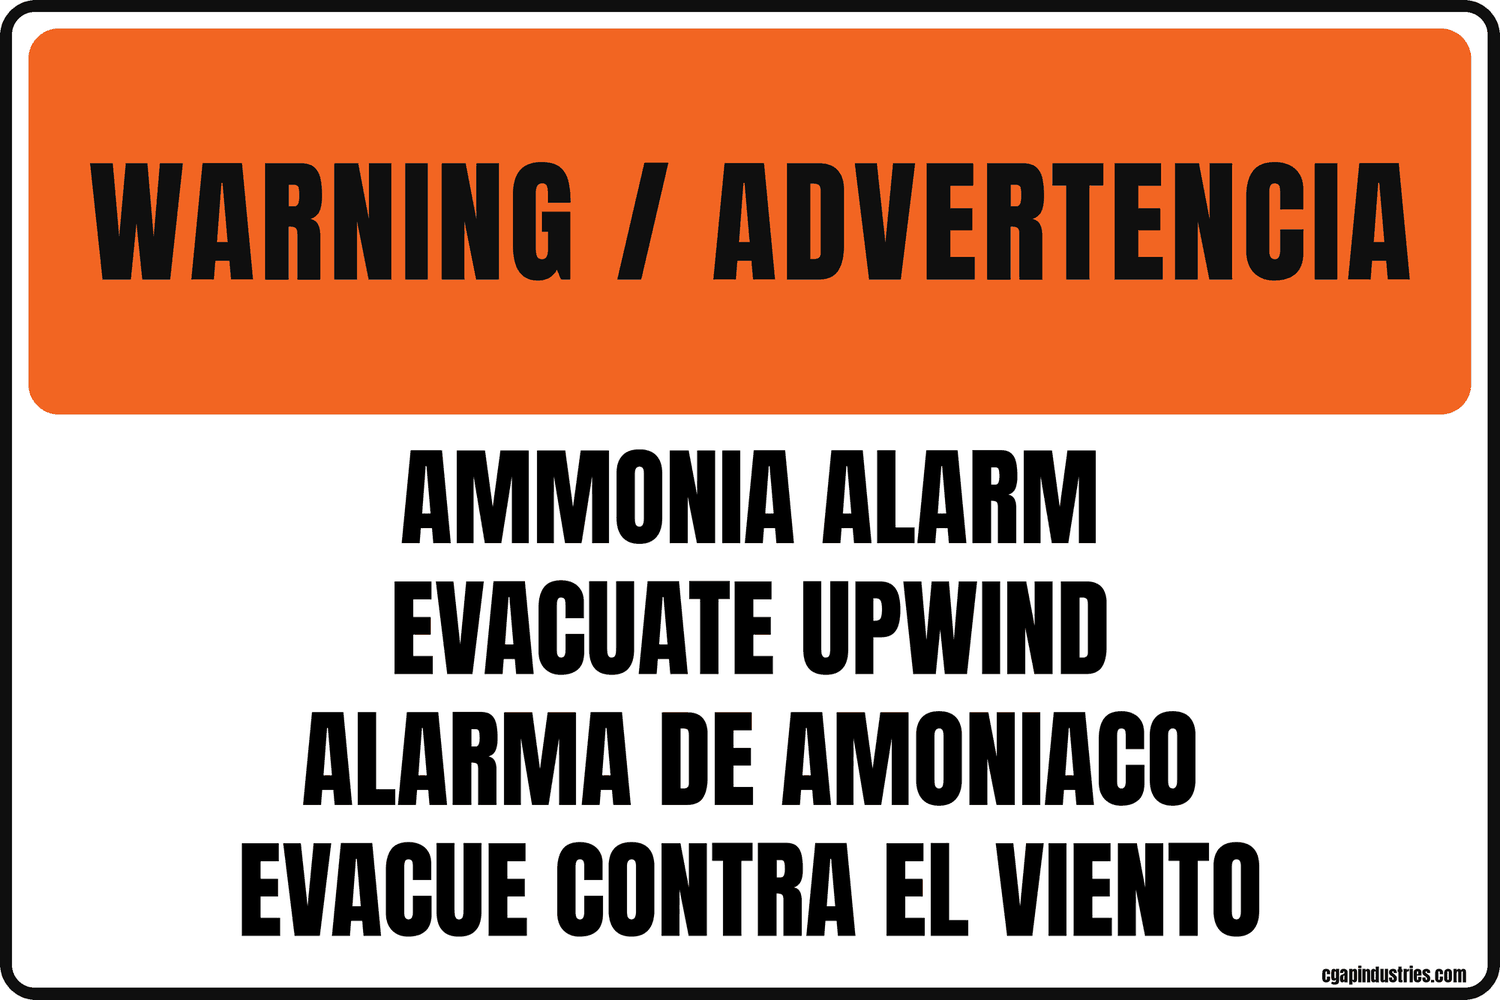 WARNING / ADVERTENCIA
AMMONIA ALARM
EVACUATE UPWIND
ALARMA DE AMONIACO
EVACUE CONTRA EL VIENTO
cgapindustries.com